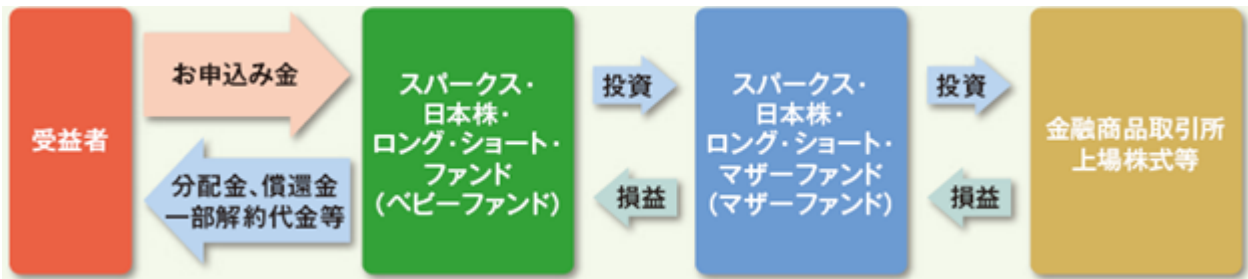 受益者
お申込み金
分配金、償還金
一部解約代金等
スパークス・
日本株・
ロング・ショート・
ファンド
(ベビーファンド)
投資
損益
スパークス・
日本株・
ロング・ショート・
マザーファンド
(マザーファンド)
投資
損益
金融商品取引所
上場株式等